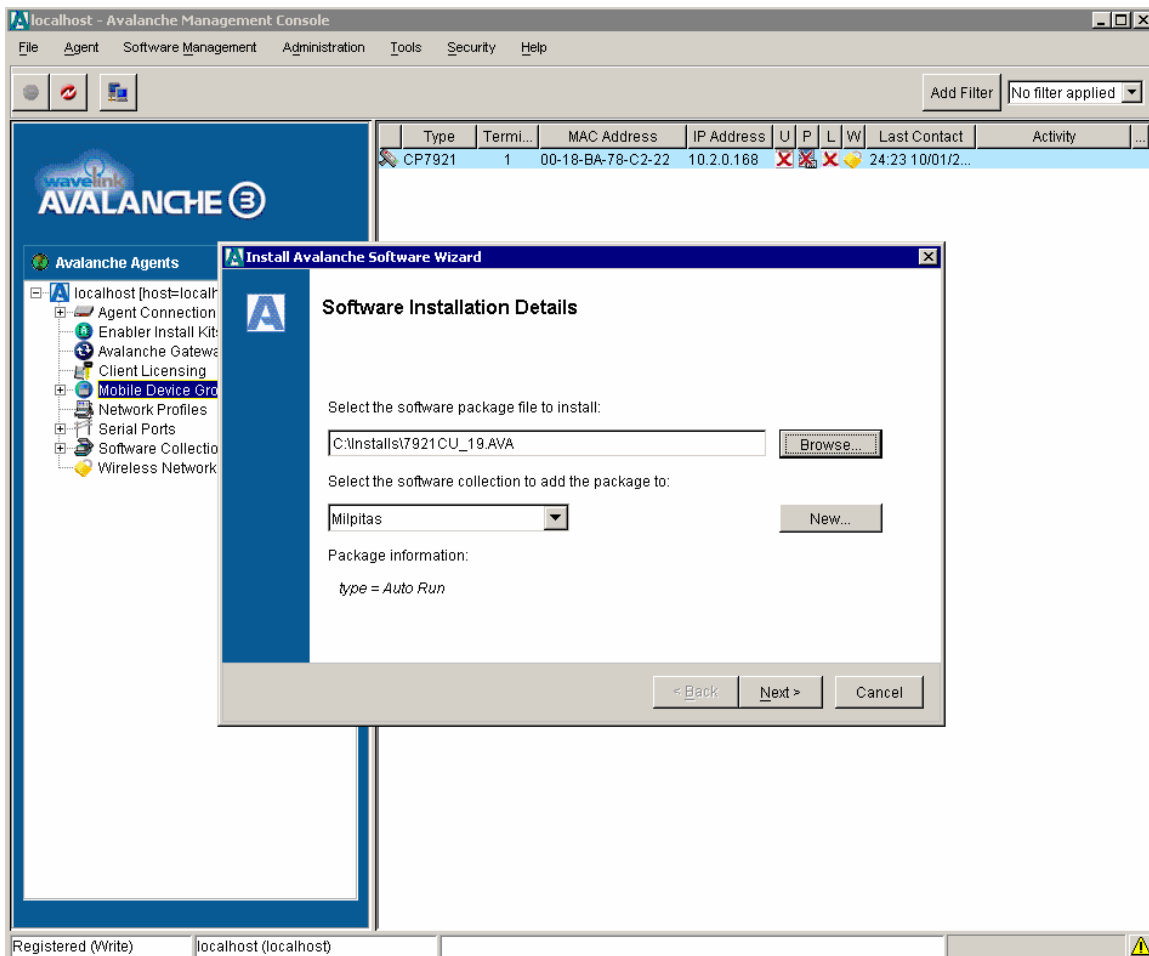 localhost - Avalanche Management Console
File Agent Software Management Administration Tools Security Help
Add Filter No filter applied
Type Termi... MAC Address IP Address U P L W Last Contact Activity ...
CP7921 1 00-18-BA-78-C2-22 10.2.0.168 24:23 10/01/2...
wavelink
AVALANCHE 3
Avalanche Agents
localhost [host=localh
Agent Connection
Enabler Install Kit
Avalanche Gatewa
Client Licensing
Mobile Device Gro
Network Profiles
Serial Ports
Software Collectio
Wireless Network
Install Avalanche Software Wizard
Software Installation Details
Select the software package file to install:
C:\Installs\7921CU_19.AVA Browse...
Select the software collection to add the package to:
Milpitas New...
Package information:
type = Auto Run
< Back Next > Cancel
Registered (Write) localhost (localhost)